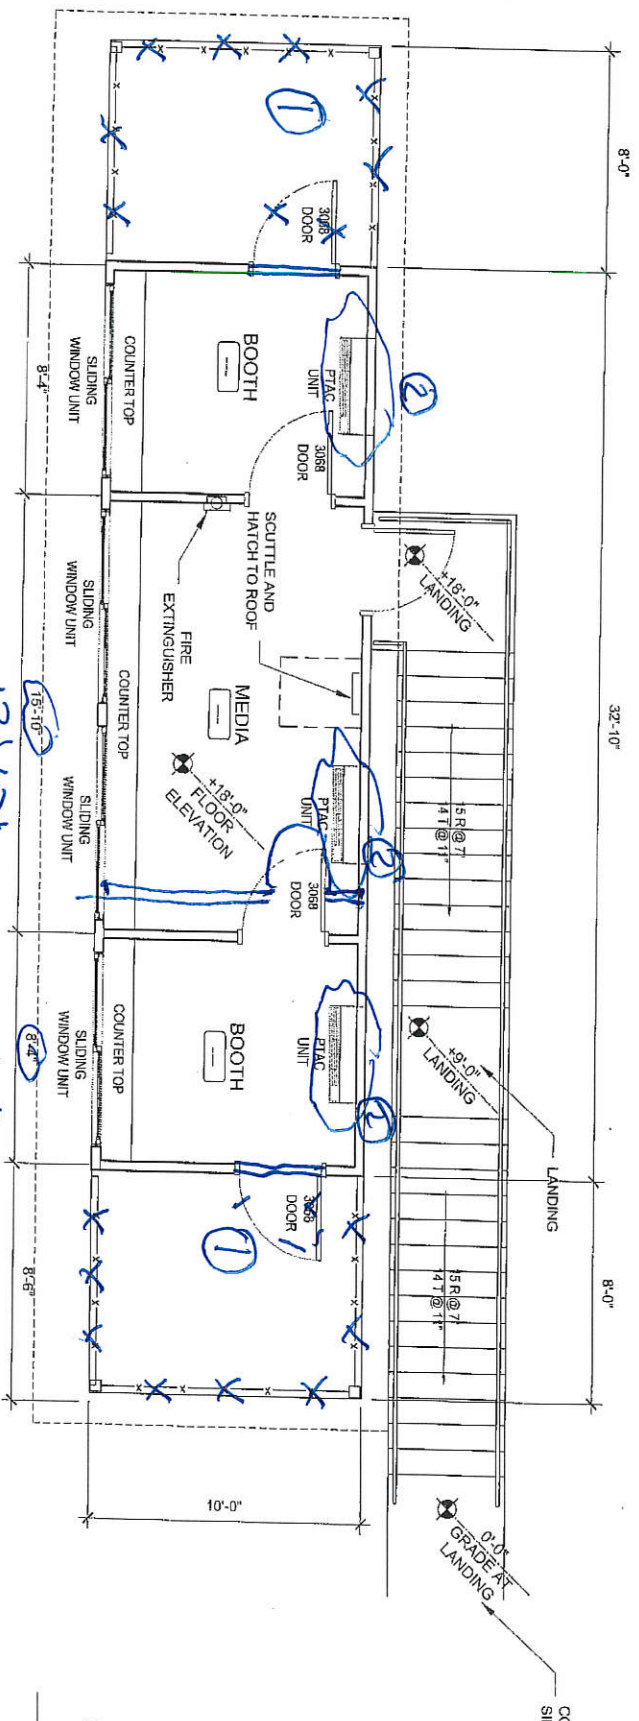 8'-0"
32'-10"
8'-0"
1
3068
DOOR
BOOTH
PTAC
UNIT
2
COUNTER TOP
SLIDING
WINDOW UNIT
8'-4"
3068
DOOR
SCUTTLE AND
HATCH TO ROOF
FIRE
EXTINGUISHER
+18'-0"
LANDING
MEDIA
+18'-0"
FLOOR
ELEVATION
PTAC
UNIT
2
3068
DOOR
COUNTER TOP
SLIDING
WINDOW UNIT
SLIDING
WINDOW UNIT
15'-10"
15 R @ 7"
14 T @ 11"
+9'-0"
LANDING
LANDING
BOOTH
PTAC
UNIT
2
COUNTER TOP
SLIDING
WINDOW UNIT
8'-4"
3068
DOOR
1
8'-6"
10'-0"
15 R @ 7"
14 T @ 11"
0'-0"
GRADE AT
LANDING